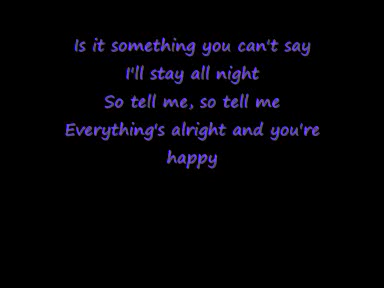 Is it something you can't say
I'll stay all night
So tell me, so tell me
Everything's alright and you're
happy